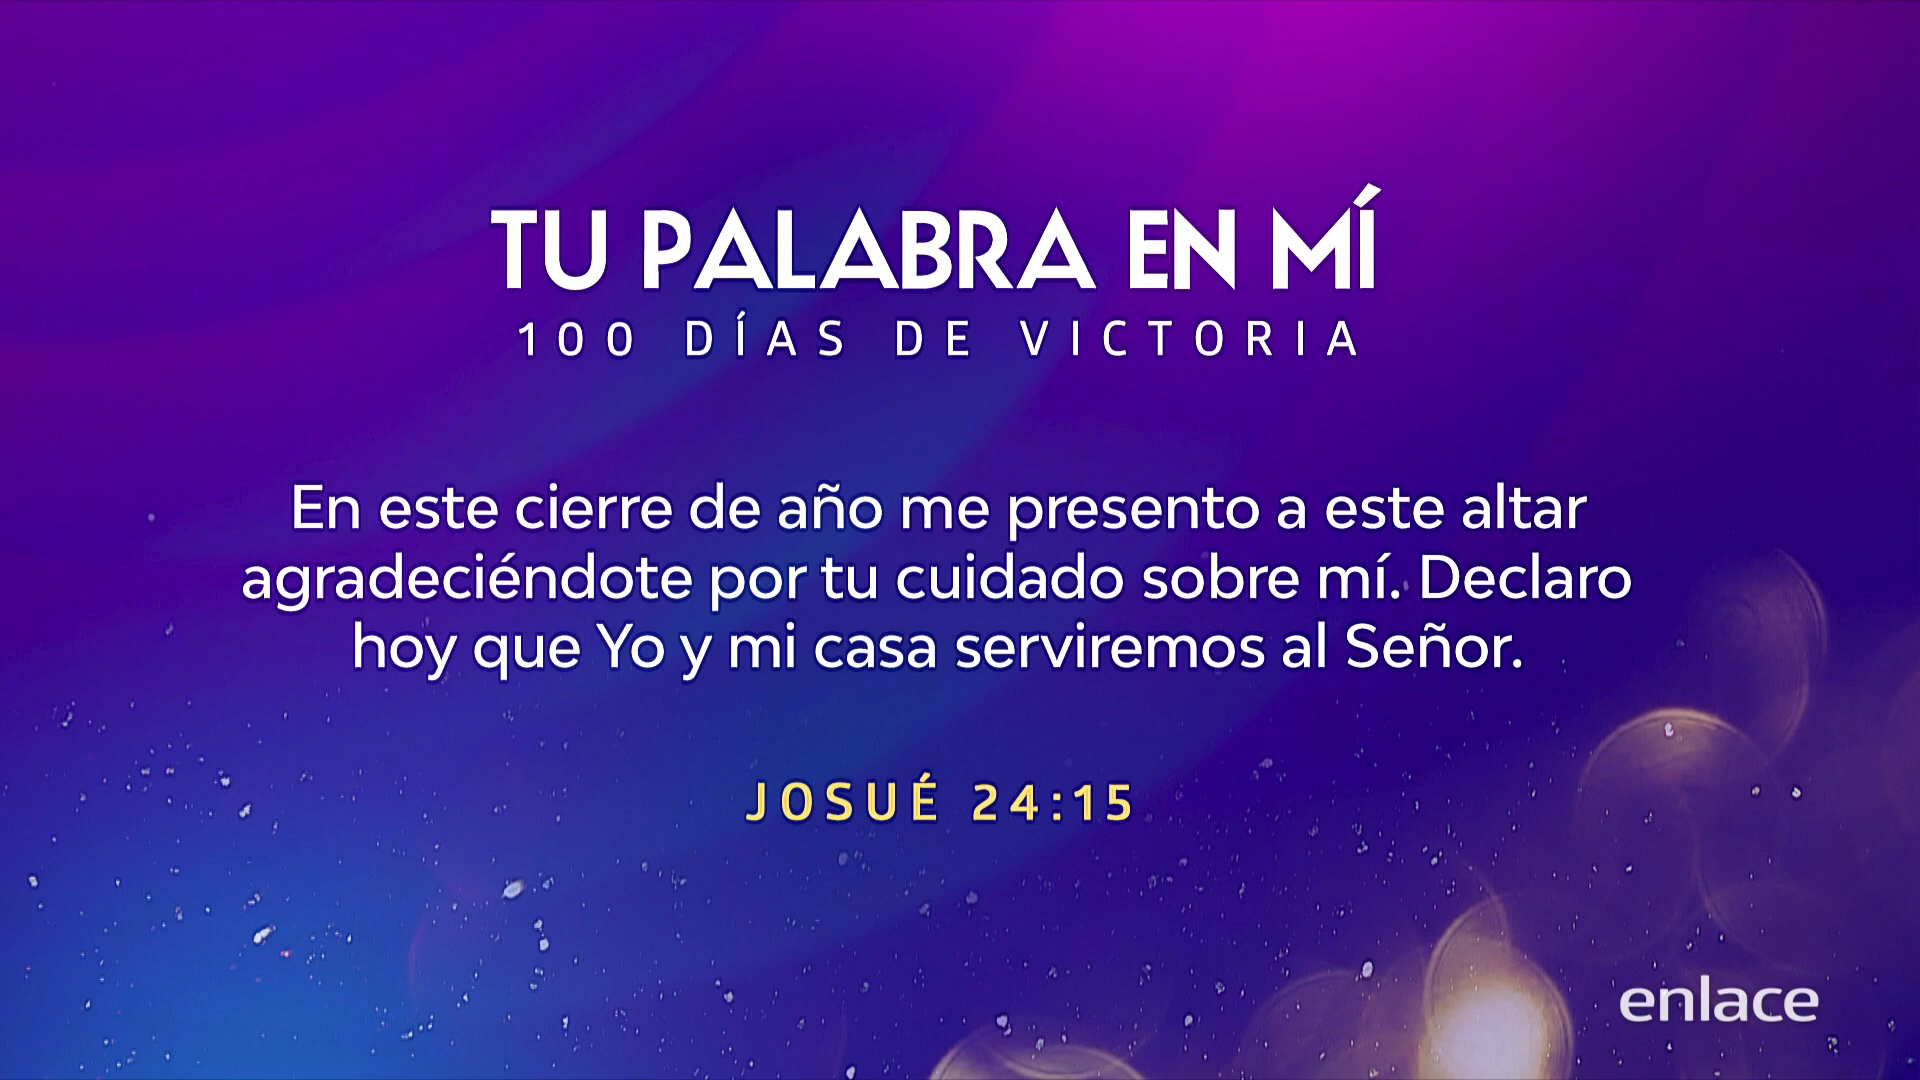 TU PALABRA EN MÍ
100 DÍAS DE VICTORIA
En este cierre de año me presento a este altar
agradeciéndote por tu cuidado sobre mí. Declaro
hoy que Yo y mi casa serviremos al Señor.
JOSUÉ 24:15
enlace